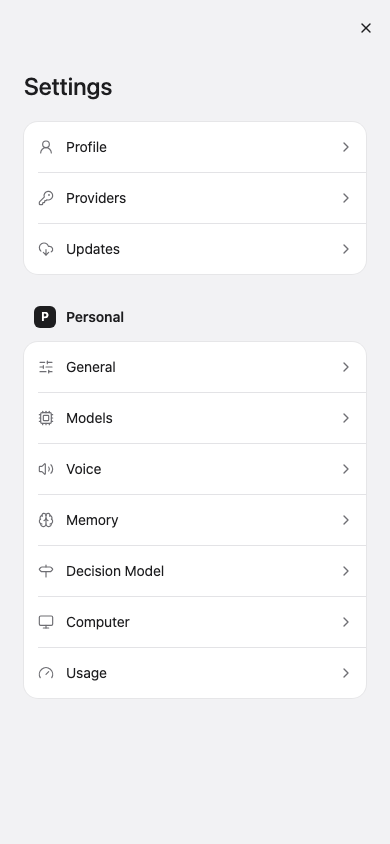 Settings
Profile
Providers
Updates
P Personal
General
Models
Voice
Memory
Decision Model
Computer
Usage